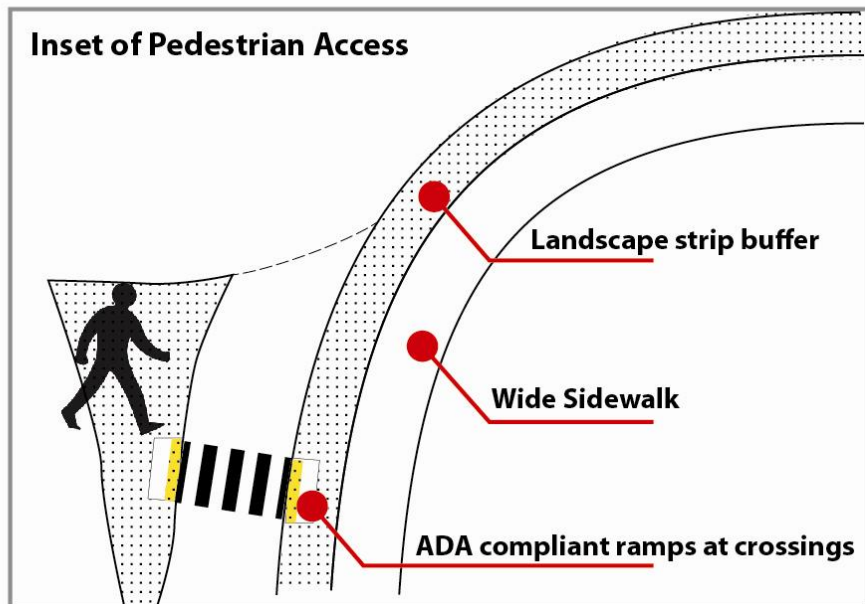 Inset of Pedestrian Access
Landscape strip buffer
Wide Sidewalk
ADA compliant ramps at crossings